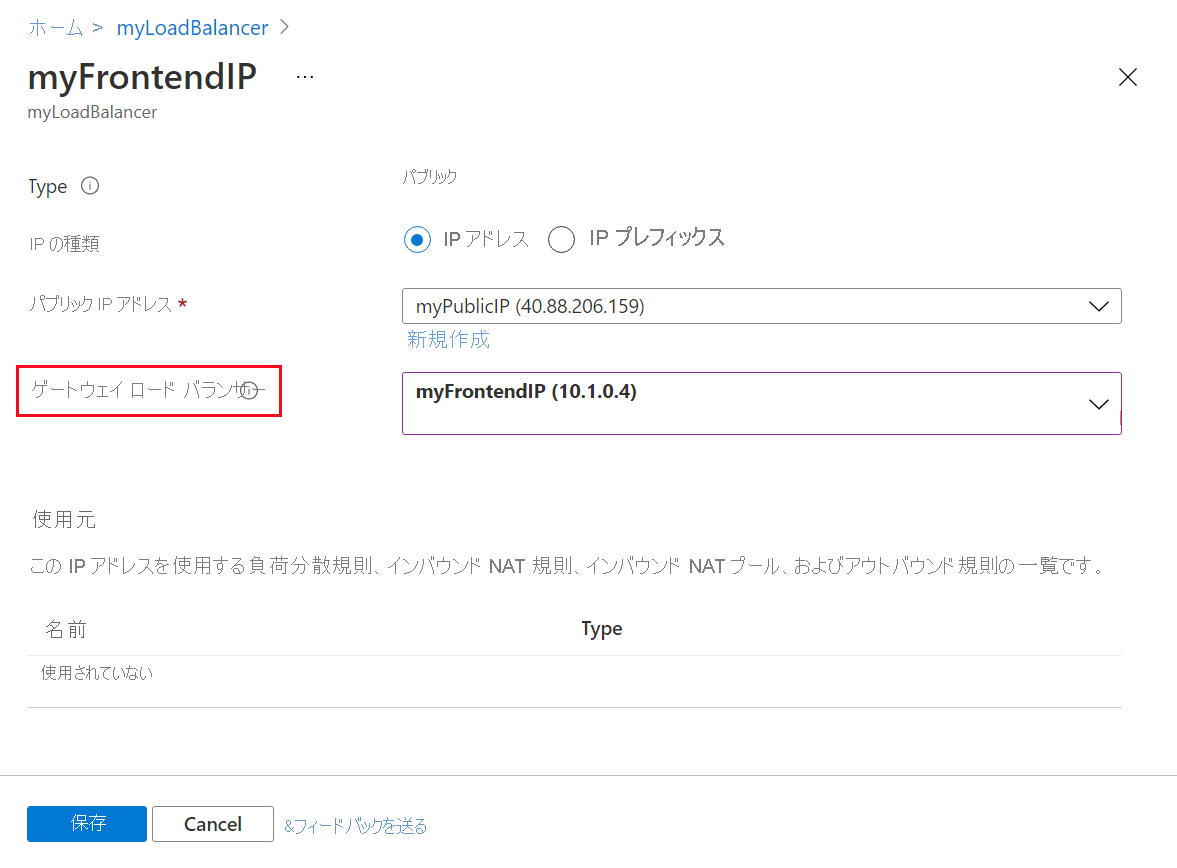 ホーム > myLoadBalancer >
myFrontendIP ...
myLoadBalancer
Type パブリック
IP の種類 IP アドレス IP プレフィックス
パブリック IP アドレス * myPublicIP (40.88.206.159)
新規作成
ゲートウェイ ロード バランサー myFrontendIP (10.1.0.4)
使用元
この IP アドレスを使用する負荷分散規則、インバウンド NAT 規則、インバウンド NAT プール、およびアウトバウンド規則の一覧です。
名前 Type
使用されていない
保存 Cancel &フィードバックを送る